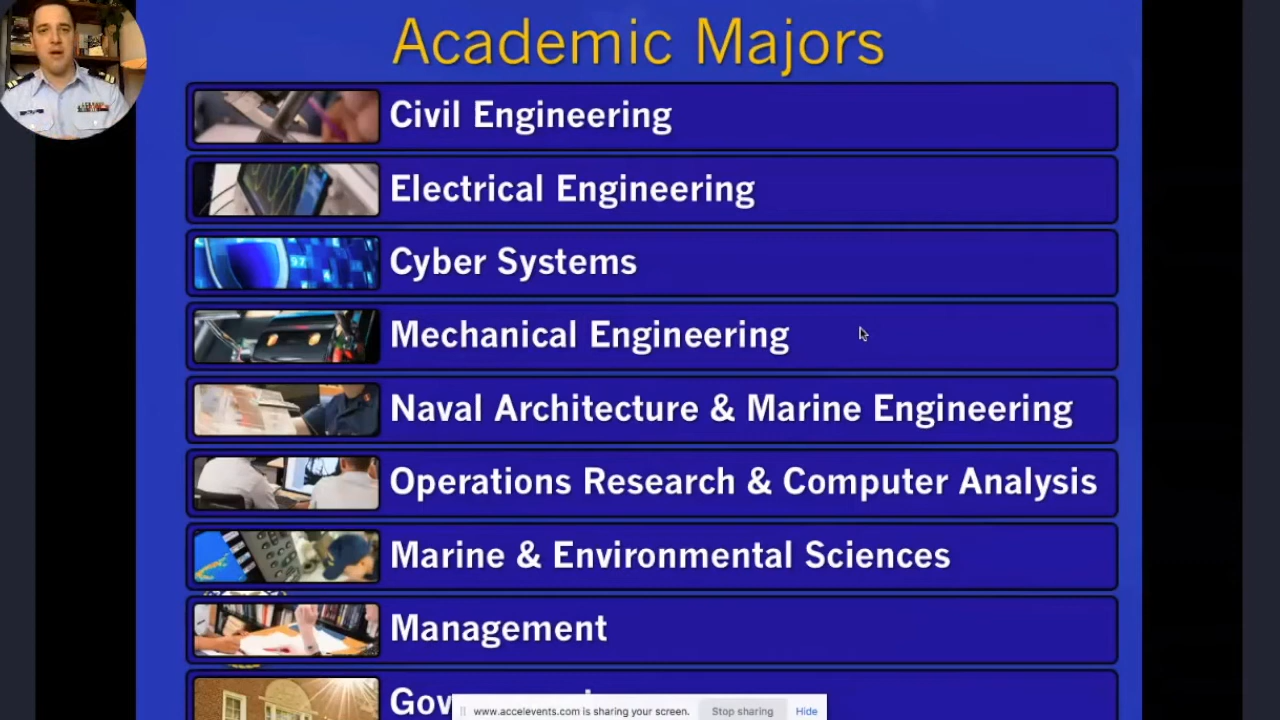 Academic Majors
Civil Engineering
Electrical Engineering
Cyber Systems
97
Mechanical Engineering
Naval Architecture & Marine Engineering
Operations Research & Computer Analysis
Marine & Environmental Sciences
Management
www.accelevents.com is sharing your screen. Stop sharing Hide